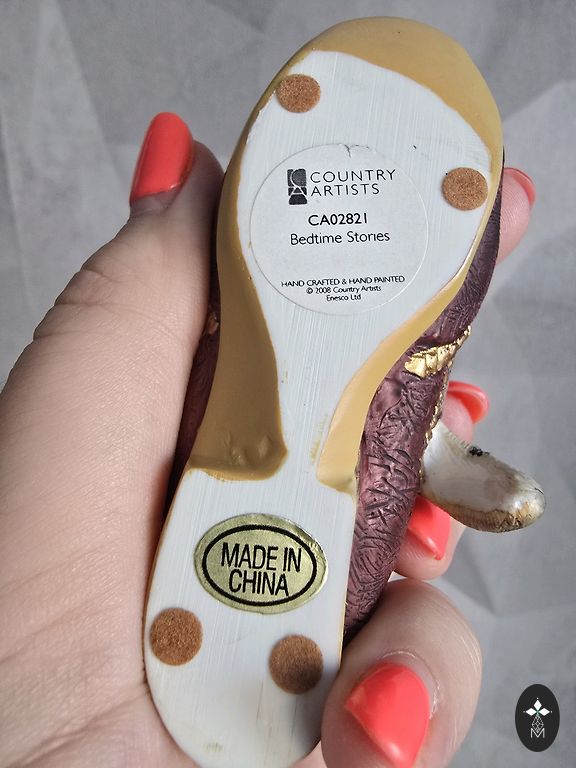 COUNTRY
ARTISTS
CA02821
Bedtime Stories
HAND CRAFTED & HAND PAINTED
© 2008 Country Artists
Enesco Ltd
MADE IN
CHINA
M